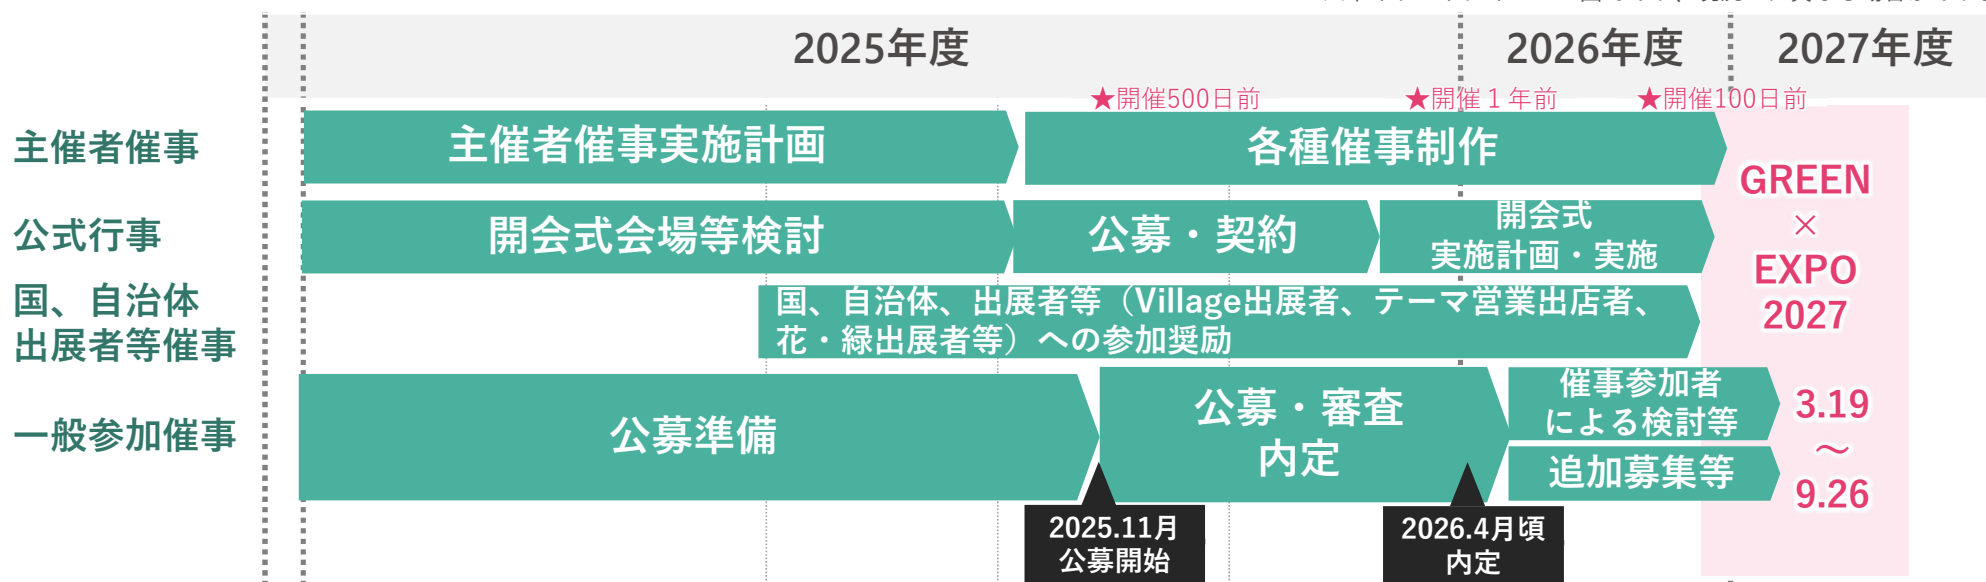 2025年度
2026年度
2027年度
★開催500日前
★開催１年前
★開催100日前
主催者催事
主催者催事実施計画
各種催事制作
公式行事
開会式会場等検討
公募・契約
開会式
実施計画・実施
国、自治体
出展者等催事
国、自治体、出展者等（Village出展者、テーマ営業出店者、
花・緑出展者等）への参加奨励
一般参加催事
公募準備
公募・審査
内定
催事参加者
による検討等
追加募集等
2025.11月
公募開始
2026.4月頃
内定
GREEN
×
EXPO
2027
3.19
～
9.26